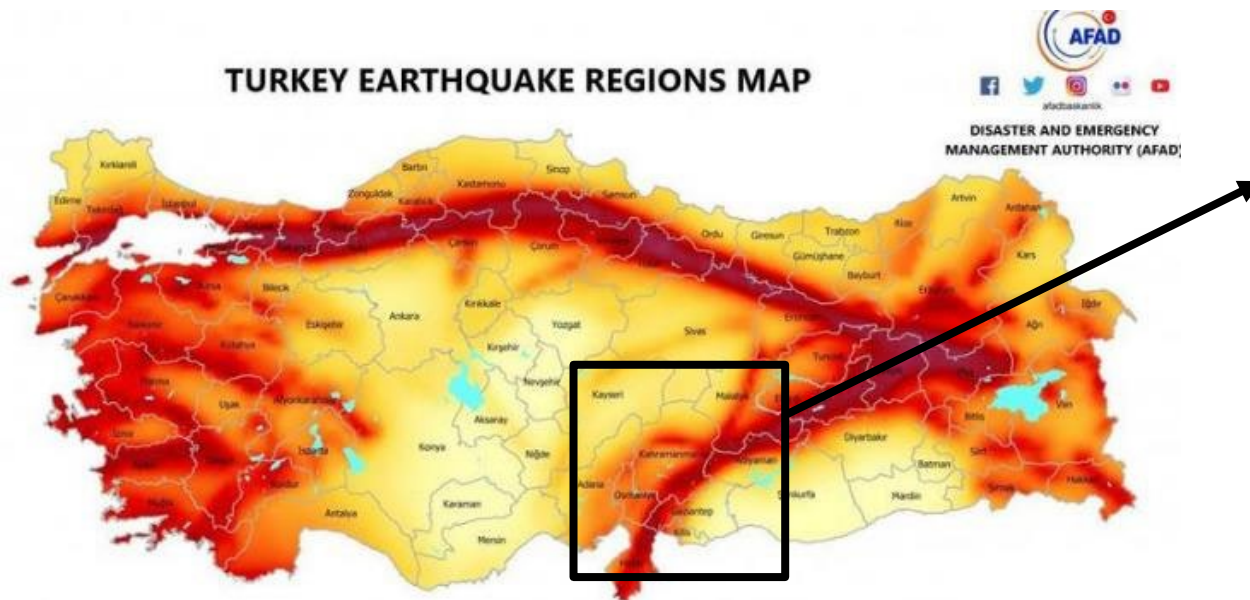 AFAD
TURKEY EARTHQUAKE REGIONS MAP
afadbaskanlik
DISASTER AND EMERGENCY
MANAGEMENT AUTHORITY (AFAD)
Kırklareli
Edirne
Tekirdağ
İstanbul
Zonguldak
Bartın
Karabük
Kastamonu
Sinop
Samsun
Ordu
Giresun
Trabzon
Gümüşhane
Bayburt
Rize
Artvin
Ardahan
Kars
Iğdır
Ağrı
Erzurum
Erzincan
Tunceli
Çanakkale
Bursa
Bilecik
Eskişehir
Ankara
Çankırı
Çorum
Kırıkkale
Yozgat
Kırşehir
Sivas
Kütahya
Manisa
Uşak
Afyonkarahisar
İzmir
Aydın
Muğla
Burdur
Isparta
Antalya
Konya
Aksaray
Nevşehir
Niğde
Karaman
Mersin
Kayseri
Malatya
Adana
Kahramanmaraş
Osmaniye
Gaziantep
Kilis
Hatay
Adıyaman
Şanlıurfa
Diyarbakır
Mardin
Batman
Siirt
Bitlis
Van
Şırnak
Hakkari